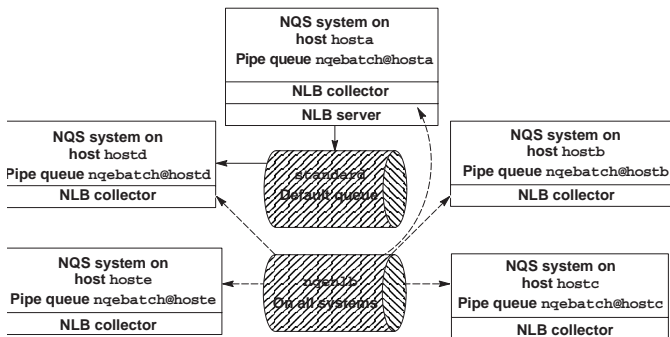 NQS system on
host hosta
Pipe queue nqebatch@hosta
NLB collector
NLB server
NQS system on
host hostd
Pipe queue nqebatch@hostd
NLB collector
standard
Default queue
NQS system on
host hostb
Pipe queue nqebatch@hostb
NLB collector
NQS system on
host hoste
Pipe queue nqebatch@hoste
NLB collector
nqenlb
On all systems
NQS system on
host hostc
Pipe queue nqebatch@hostc
NLB collector